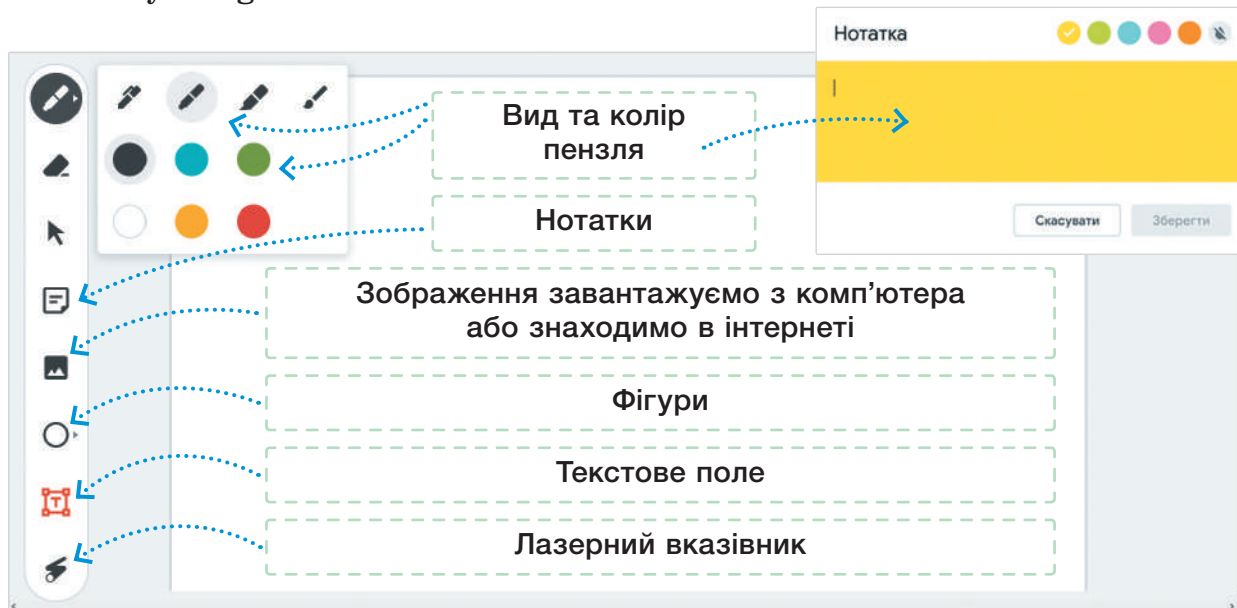 Нотатка
Вид та колір
пензля
Нотатки
Скасувати
Зберегти
Зображення завантажуємо з комп’ютера
або знаходимо в інтернеті
Фігури
Текстове поле
T
Лазерний вказівник